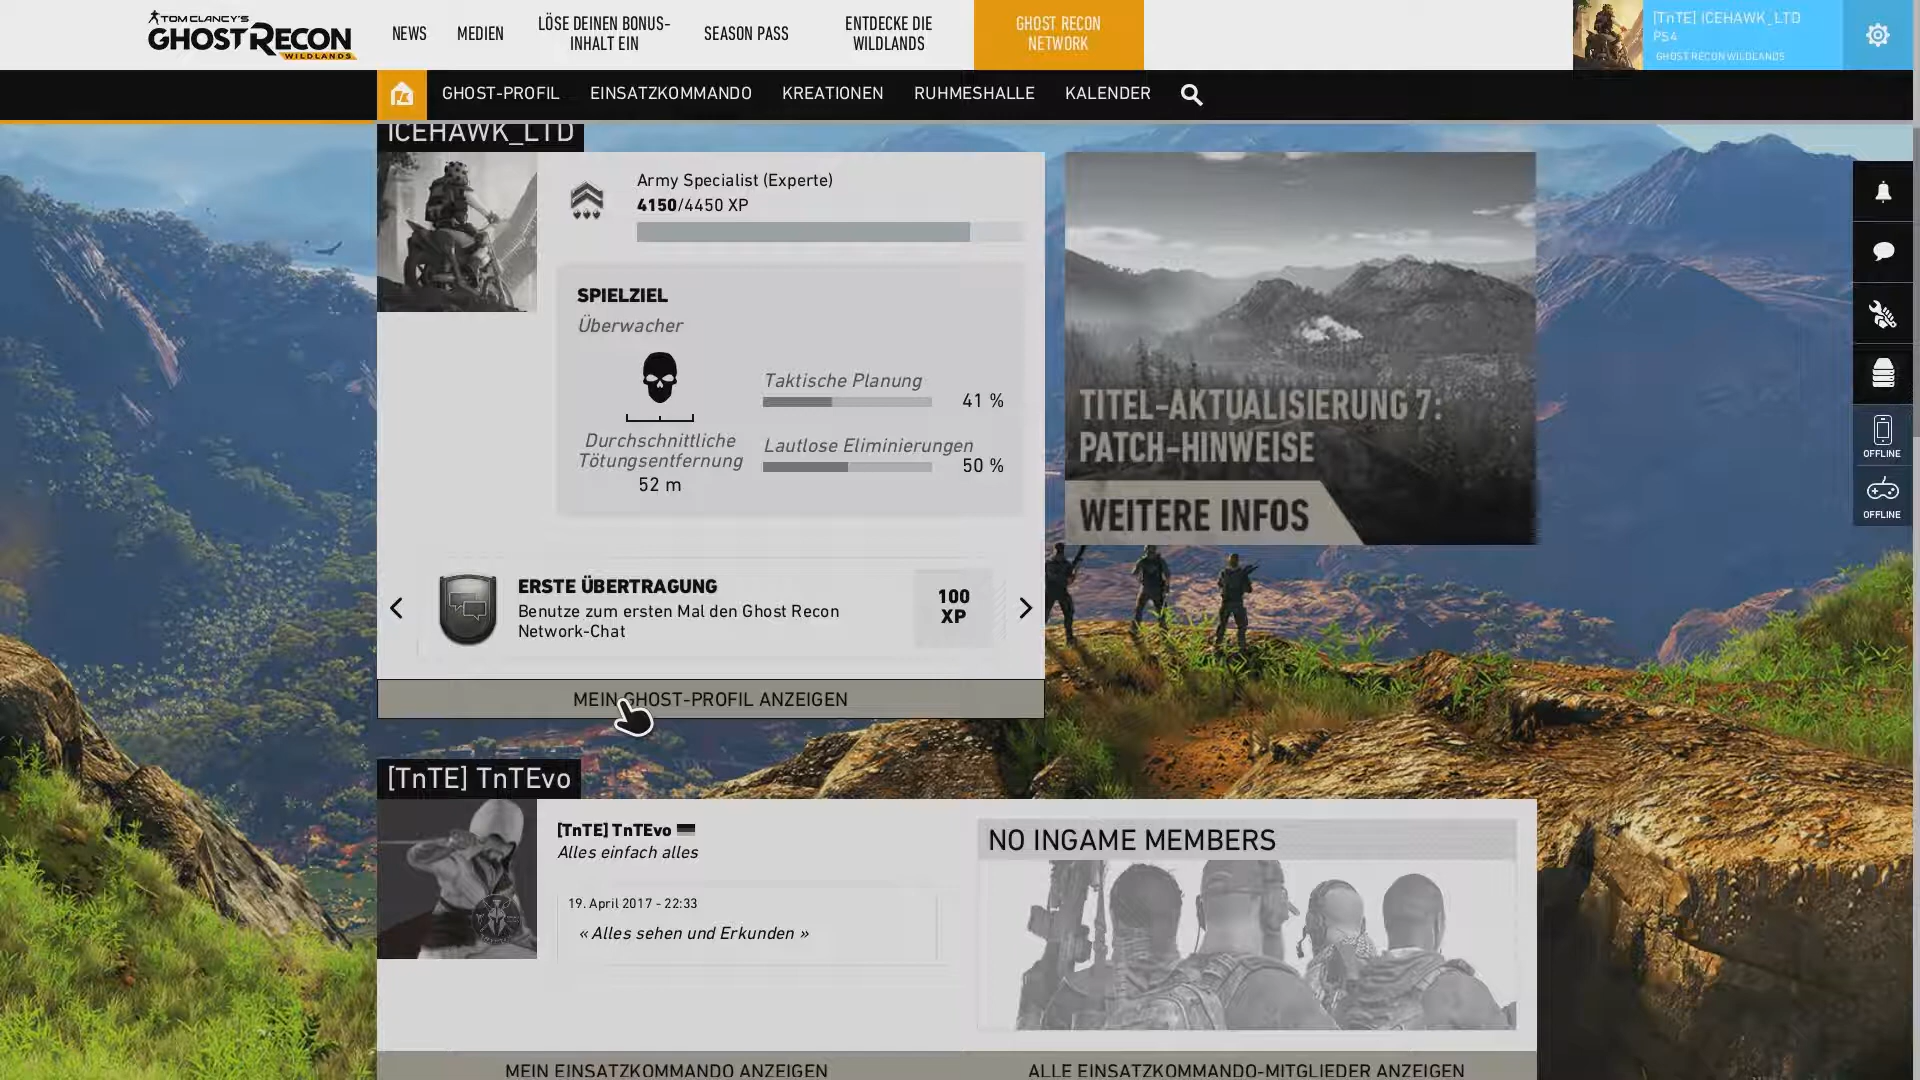 TOM CLANCY'S
GHOST RECON
WILDLANDS
NEWS
MEDIEN
LÖSE DEINEN BONUS-
INHALT EIN
SEASON PASS
ENTDECKE DIE
WILDLANDS
GHOST RECON
NETWORK
[TnTE] ICEHAWK_LTD
PS4
GHOST RECON WILDLANDS
GHOST-PROFIL
EINSATZKOMMANDO
KREATIONEN
RUHMESHALLE
KALENDER
ICEHAWK_LTD
Army Specialist (Experte)
4150/4450 XP
SPIELZIEL
Überwacher
Taktische Planung
41 %
Durchschnittliche
Tötungsentfernung
52 m
Lautlose Eliminierungen
50 %
TITEL-AKTUALISIERUNG 7:
PATCH-HINWEISE
WEITERE INFOS
OFFLINE
OFFLINE
ERSTE ÜBERTRAGUNG
Benutze zum ersten Mal den Ghost Recon
Network-Chat
100
XP
MEIN GHOST-PROFIL ANZEIGEN
[TnTE] TnTEvo
[TnTE] TnTEvo
Alles einfach alles
19. April 2017 - 22:33
« Alles sehen und Erkunden »
NO INGAME MEMBERS
MEIN EINSATZKOMMANDO ANZEIGEN
ALLE EINSATZKOMMANDO-MITGLIEDER ANZEIGEN